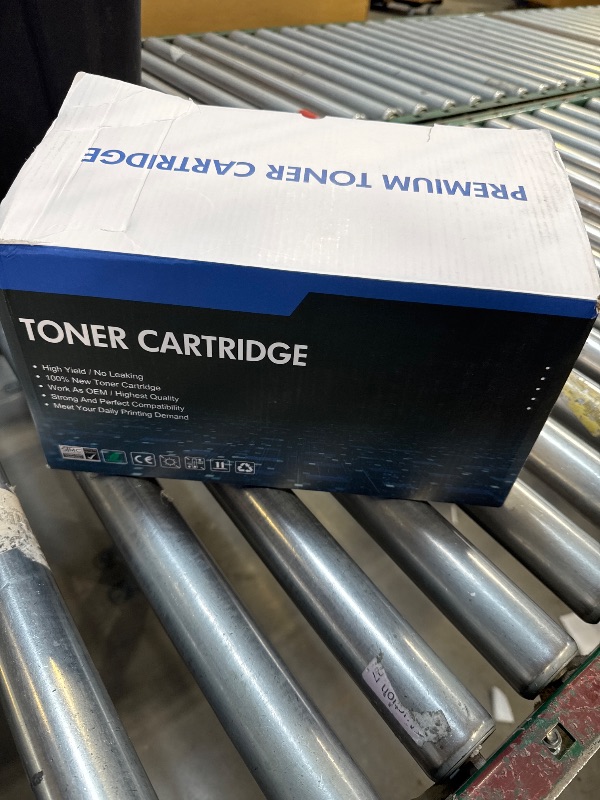 PREMIUM TONER CARTRIDGE
TONER CARTRIDGE
• High Yield / No Leaking
• 100% New Toner Cartridge
• Work As OEM / Highest Quality
• Strong And Perfect Compatibility
• Meet Your Daily Printing Demand
CE